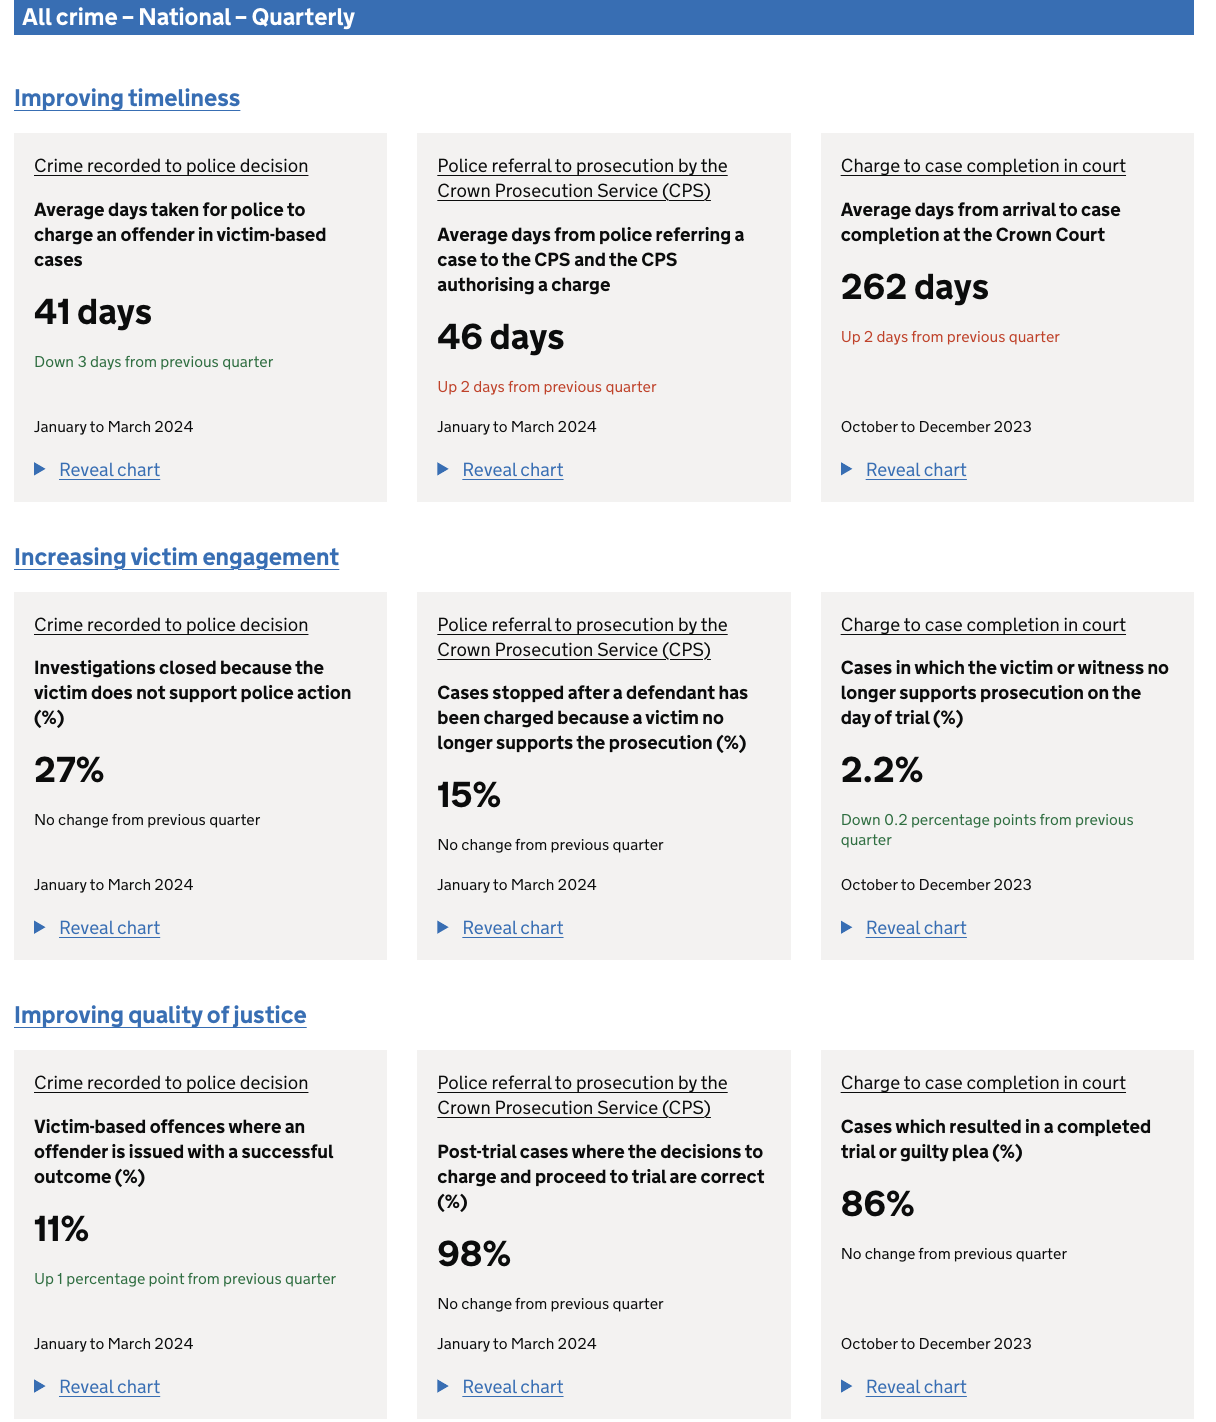 All crime – National – Quarterly
Improving timeliness
Crime recorded to police decision
Average days taken for police to
charge an offender in victim-based
cases
41 days
Down 3 days from previous quarter
January to March 2024
Reveal chart
Police referral to prosecution by the
Crown Prosecution Service (CPS)
Average days from police referring a
case to the CPS and the CPS
authorising a charge
46 days
Up 2 days from previous quarter
January to March 2024
Reveal chart
Charge to case completion in court
Average days from arrival to case
completion at the Crown Court
262 days
Up 2 days from previous quarter
October to December 2023
Reveal chart
Increasing victim engagement
Crime recorded to police decision
Investigations closed because the
victim does not support police action
(%)
27%
No change from previous quarter
January to March 2024
Reveal chart
Police referral to prosecution by the
Crown Prosecution Service (CPS)
Cases stopped after a defendant has
been charged because a victim no
longer supports the prosecution (%)
15%
No change from previous quarter
January to March 2024
Reveal chart
Charge to case completion in court
Cases in which the victim or witness no
longer supports prosecution on the
day of trial (%)
2.2%
Down 0.2 percentage points from previous
quarter
October to December 2023
Reveal chart
Improving quality of justice
Crime recorded to police decision
Victim-based offences where an
offender is issued with a successful
outcome (%)
11%
Up 1 percentage point from previous quarter
January to March 2024
Reveal chart
Police referral to prosecution by the
Crown Prosecution Service (CPS)
Post-trial cases where the decisions to
charge and proceed to trial are correct
(%)
98%
No change from previous quarter
January to March 2024
Reveal chart
Charge to case completion in court
Cases which resulted in a completed
trial or guilty plea (%)
86%
No change from previous quarter
October to December 2023
Reveal chart